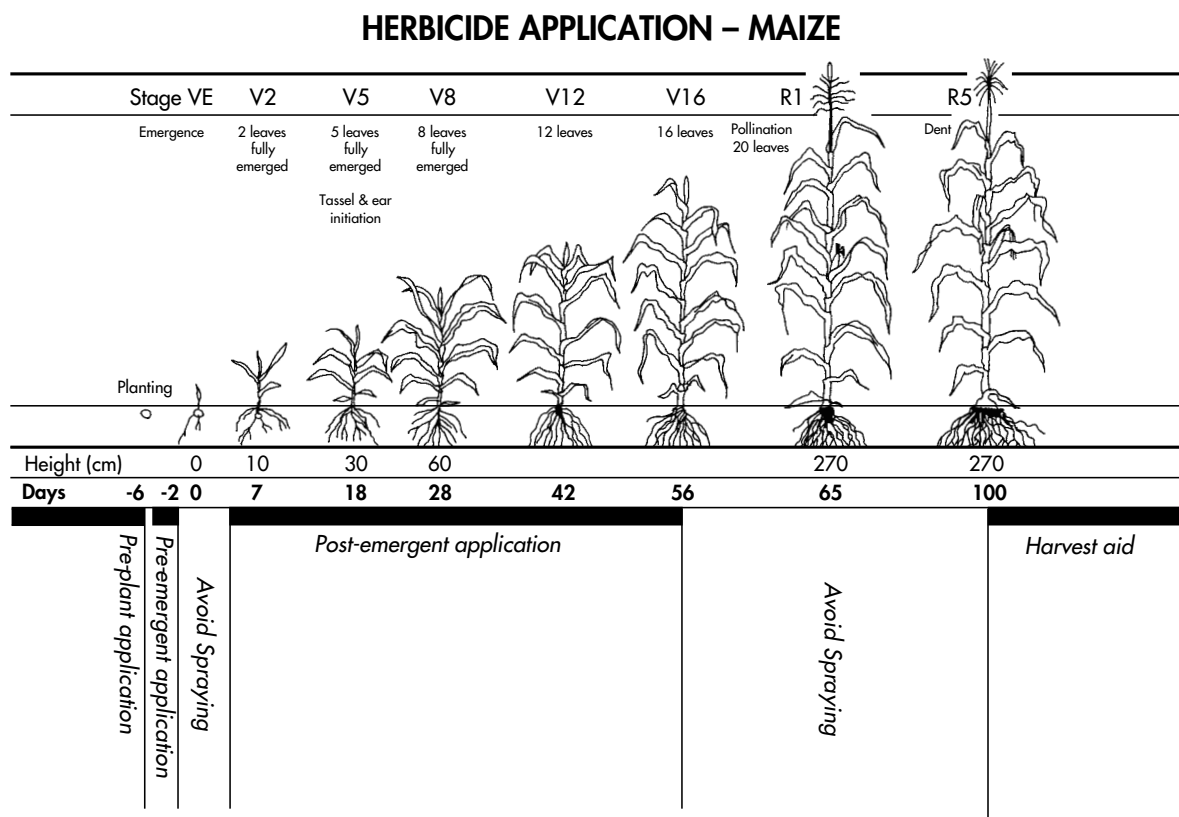 HERBICIDE APPLICATION – MAIZE
Stage VE V2 V5 V8 V12 V16 R1 R5
Emergence
2 leaves
fully
emerged
5 leaves
fully
emerged
Tassel & ear
initiation
8 leaves
fully
emerged
12 leaves
16 leaves
Pollination
20 leaves
Dent
Planting
Height (cm) 0 10 30 60 270 270
Days -6 -2 0 7 18 28 42 56 65 100
Pre-plant application
Pre-emergent application
Avoid Spraying
Post-emergent application
Avoid Spraying
Harvest aid